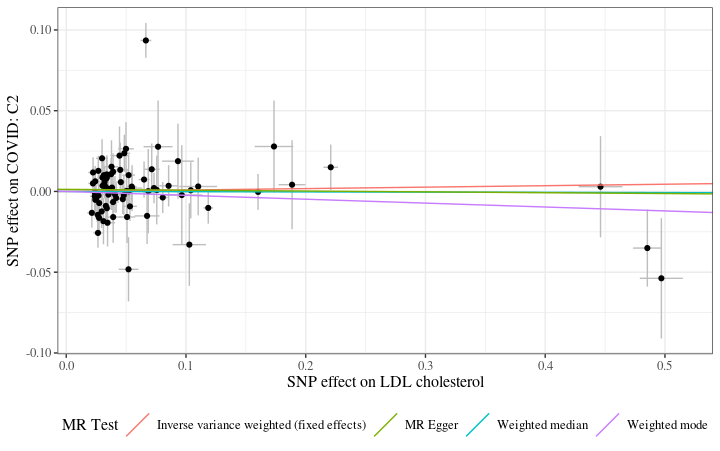 SNP effect on COVID: C2
0.10
0.05
0.00
-0.05
-0.10
0.0 0.1 0.2 0.3 0.4 0.5
SNP effect on LDL cholesterol
MR Test Inverse variance weighted (fixed effects) MR Egger Weighted median Weighted mode